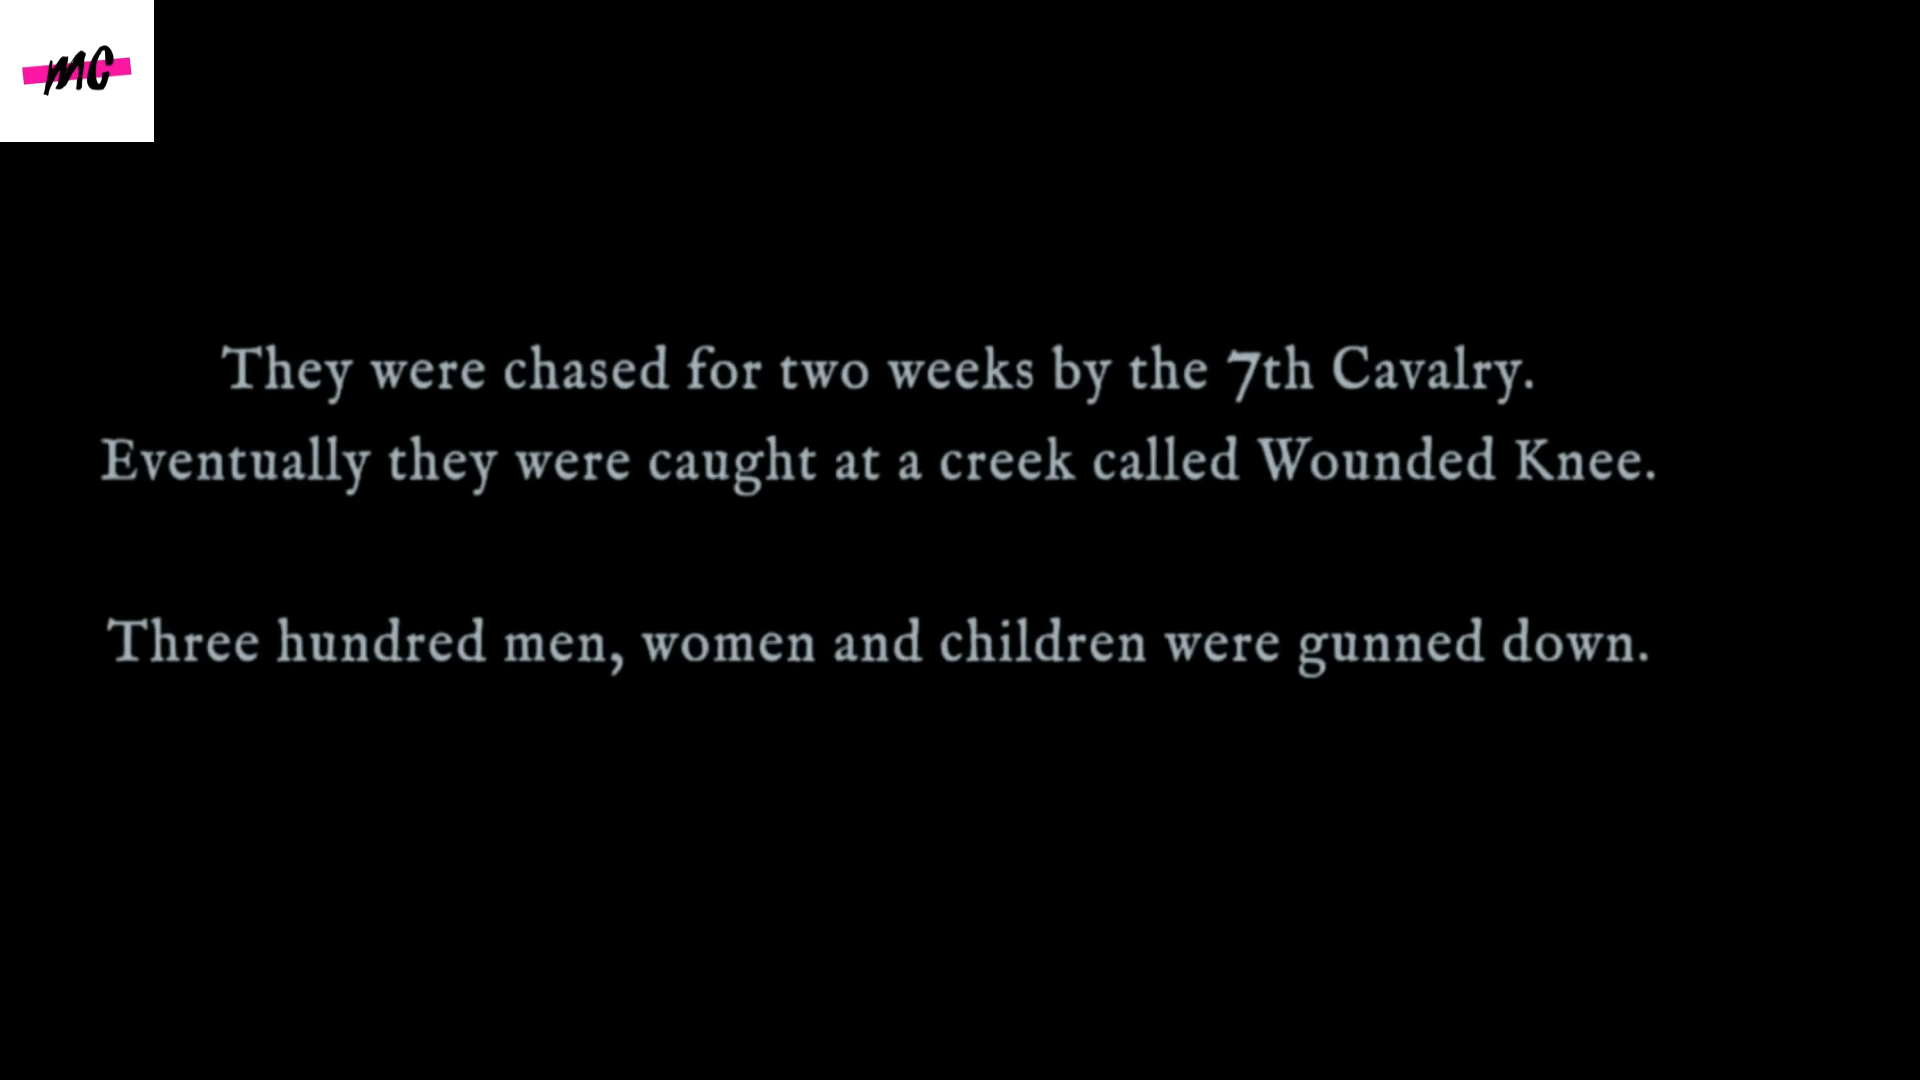 MC
They were chased for two weeks by the 7th Cavalry.
Eventually they were caught at a creek called Wounded Knee.
Three hundred men, women and children were gunned down.